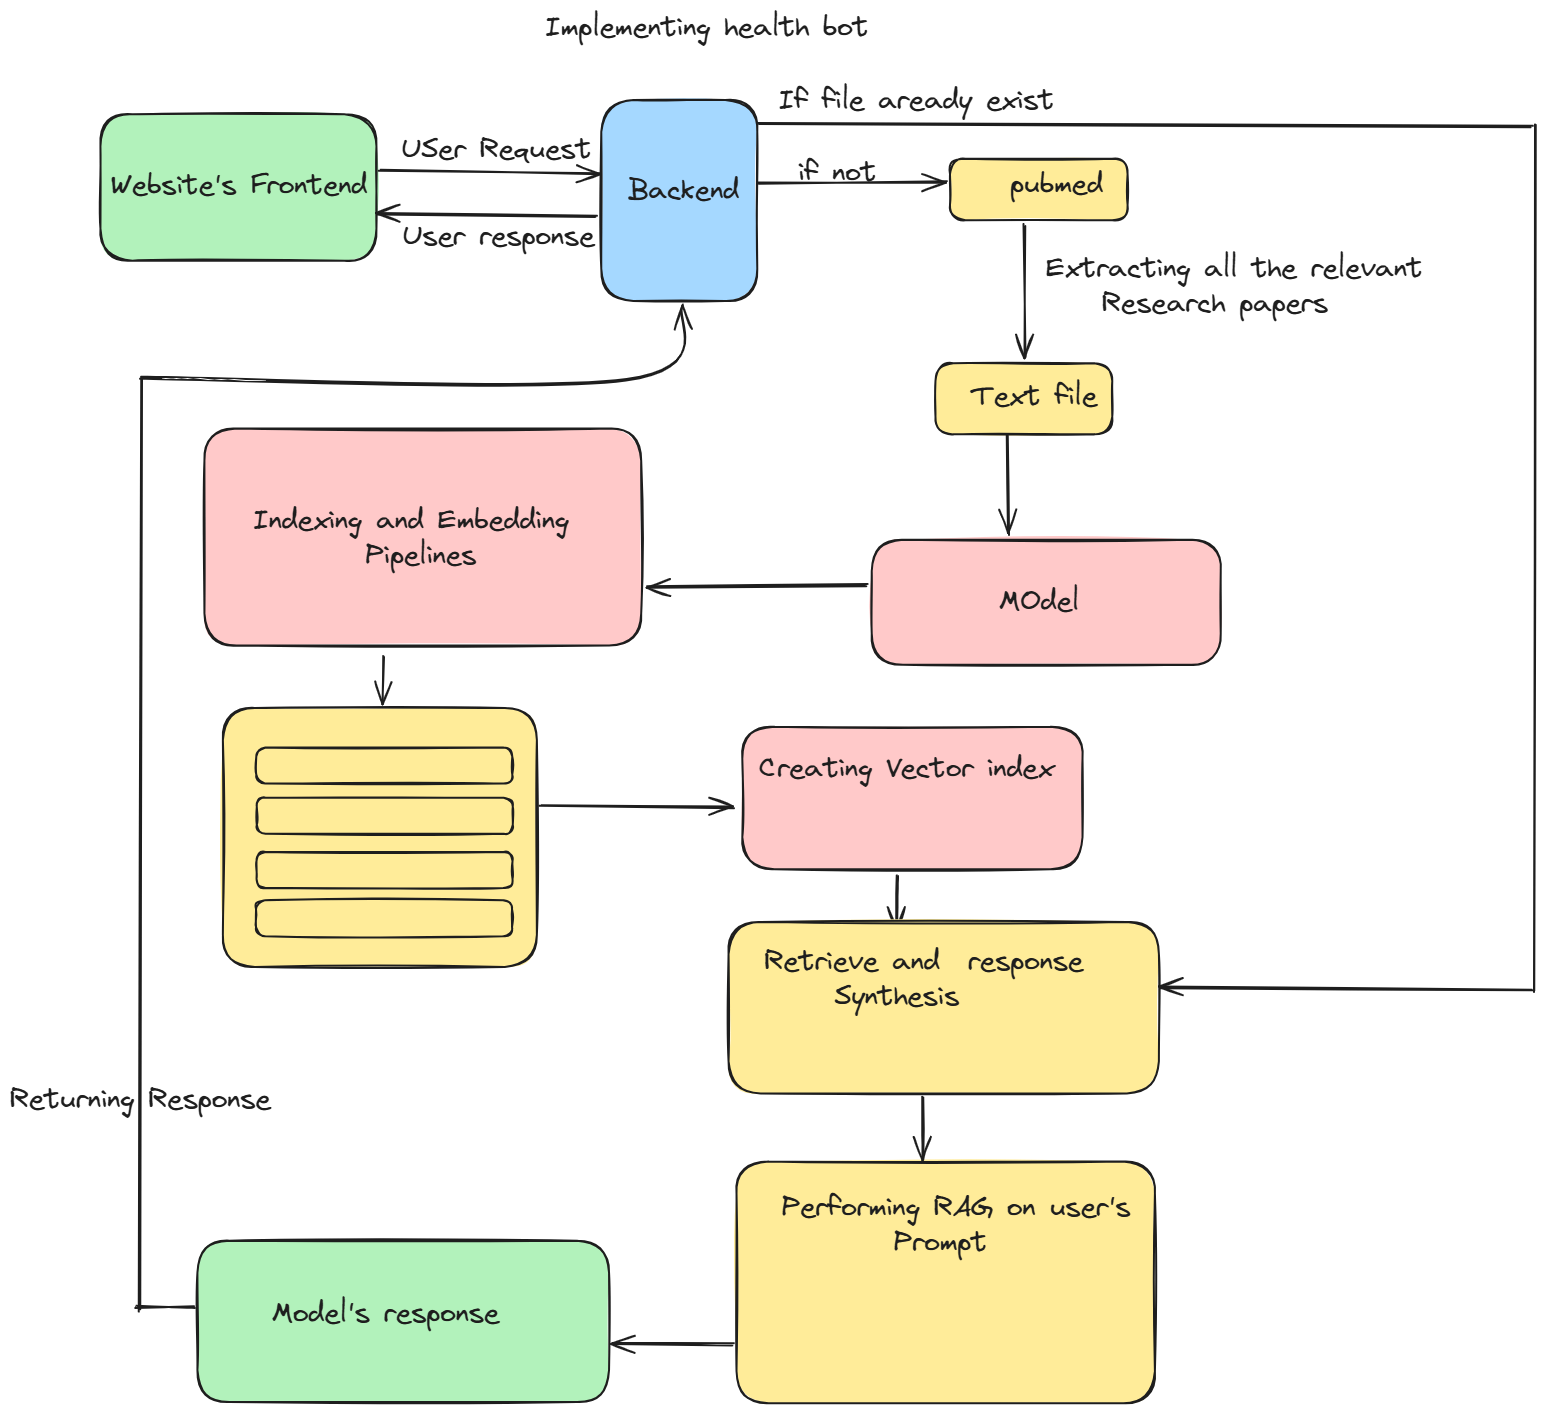 Implementing health bot
If file aready exist
USer Request
Website's Frontend
Backend
if not
pubmed
User response
Extracting all the relevant
Research papers
Text file
Indexing and Embedding
Pipelines
MOdel
Creating Vector index
Retrieve and response
Synthesis
Returning Response
Performing RAG on user's
Prompt
Model's response